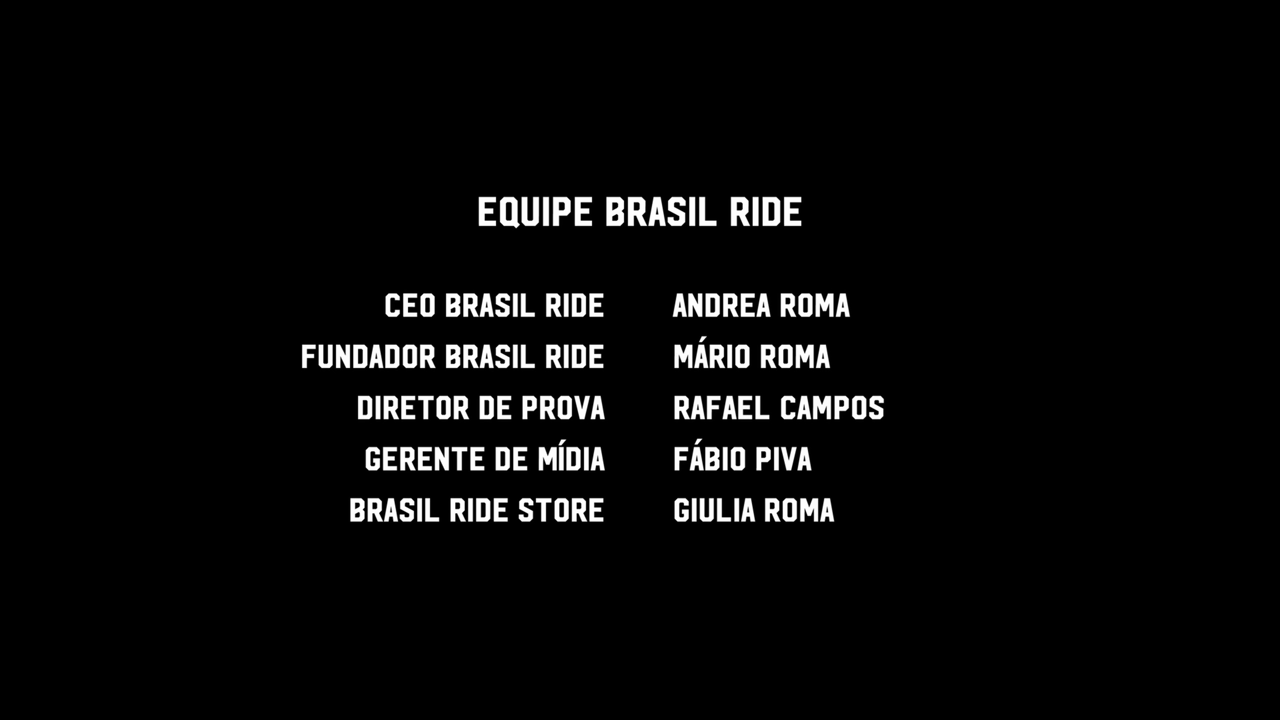 EQUIPE BRASIL RIDE
CEO BRASIL RIDE ANDREA ROMA
FUNDADOR BRASIL RIDE MÁRIO ROMA
DIRETOR DE PROVA RAFAEL CAMPOS
GERENTE DE MÍDIA FÁBIO PIVA
BRASIL RIDE STORE GIULIA ROMA